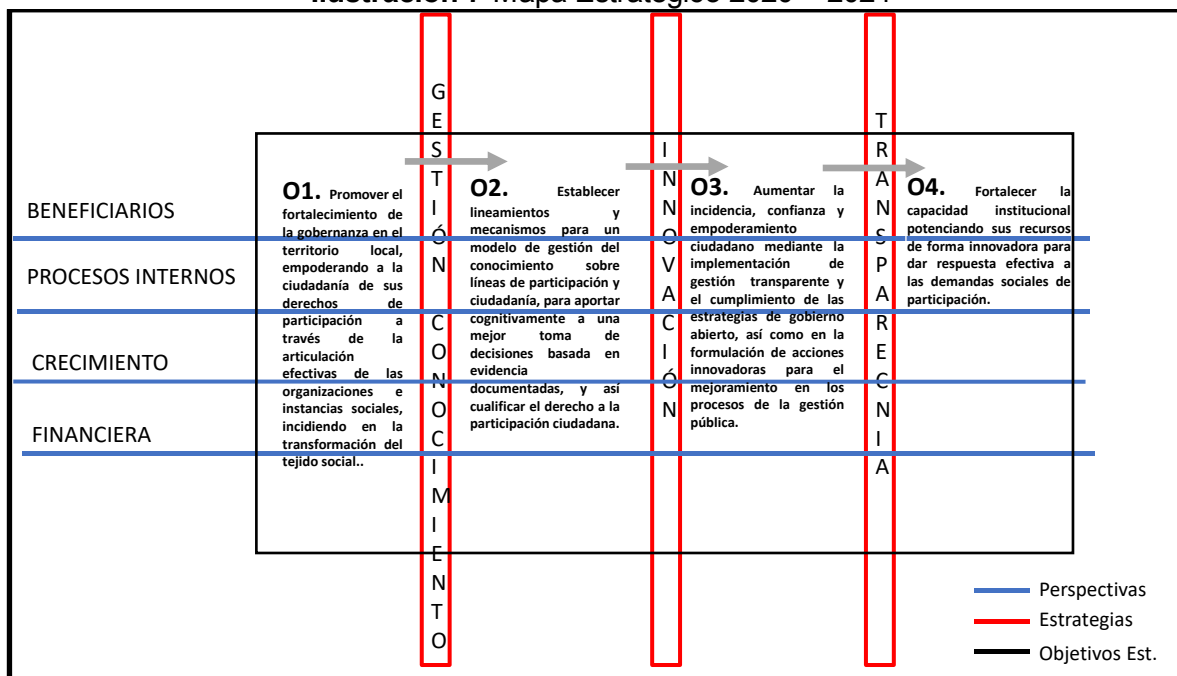 Ilustración Mapa Estratégico 2020 – 2024
BENEFICIARIOS
PROCESOS INTERNOS
CRECIMIENTO
FINANCIERA
O1. Promover el
fortalecimiento de
la gobernanza en el
territorio local,
empoderando a la
ciudadanía de sus
derechos de
participación a
través de la
articulación
efectivas de las
organizaciones e
instancias sociales,
incidiendo en la
transformación del
tejido social..
GESTIÓN CONOCIMIENTO
O2. Establecer
lineamientos y
mecanismos para un
modelo de gestión del
conocimiento sobre
líneas de participación y
ciudadanía, para aportar
cognitivamente a una
mejor toma de
decisiones basada en
evidencia
documentadas, y así
cualificar el derecho a la
participación ciudadana.
INNOVACIÓN
O3. Aumentar la
incidencia, confianza y
empoderamiento
ciudadano mediante la
implementación de
gestión transparente y
el cumplimiento de las
estrategias de gobierno
abierto, así como en la
formulación de acciones
innovadoras para el
mejoramiento en los
procesos de la gestión
pública.
TRANSPARECNIA
O4. Fortalecer la
capacidad institucional
potenciando sus recursos
de forma innovadora para
dar respuesta efectiva a
las demandas sociales de
participación.
Perspectivas
Estrategias
Objetivos Est.